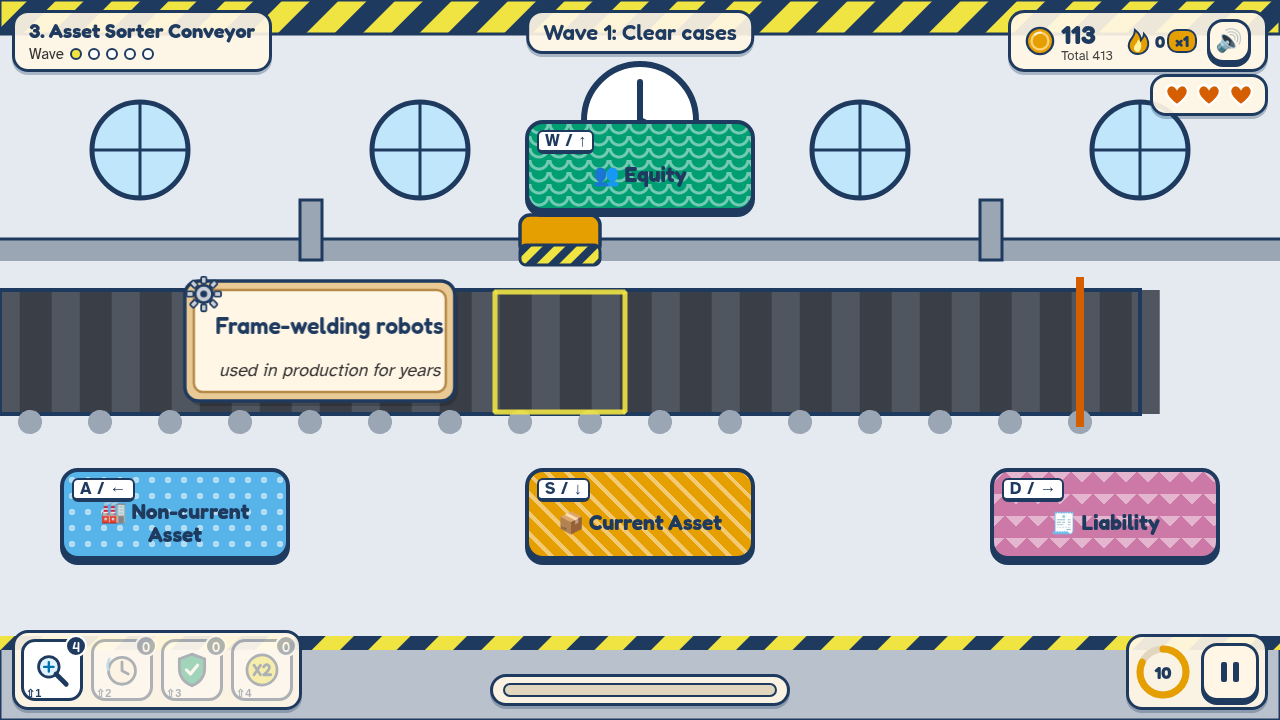 3. Asset Sorter Conveyor
Wave
Wave 1: Clear cases
113
Total 413
0
x1
W / ↑
Equity
Frame-welding robots
used in production for years
A / ←
Non-current
Asset
S / ↓
Current Asset
D / →
Liability
4
⇧1
0
⇧2
0
⇧3
0
X2
⇧4
10